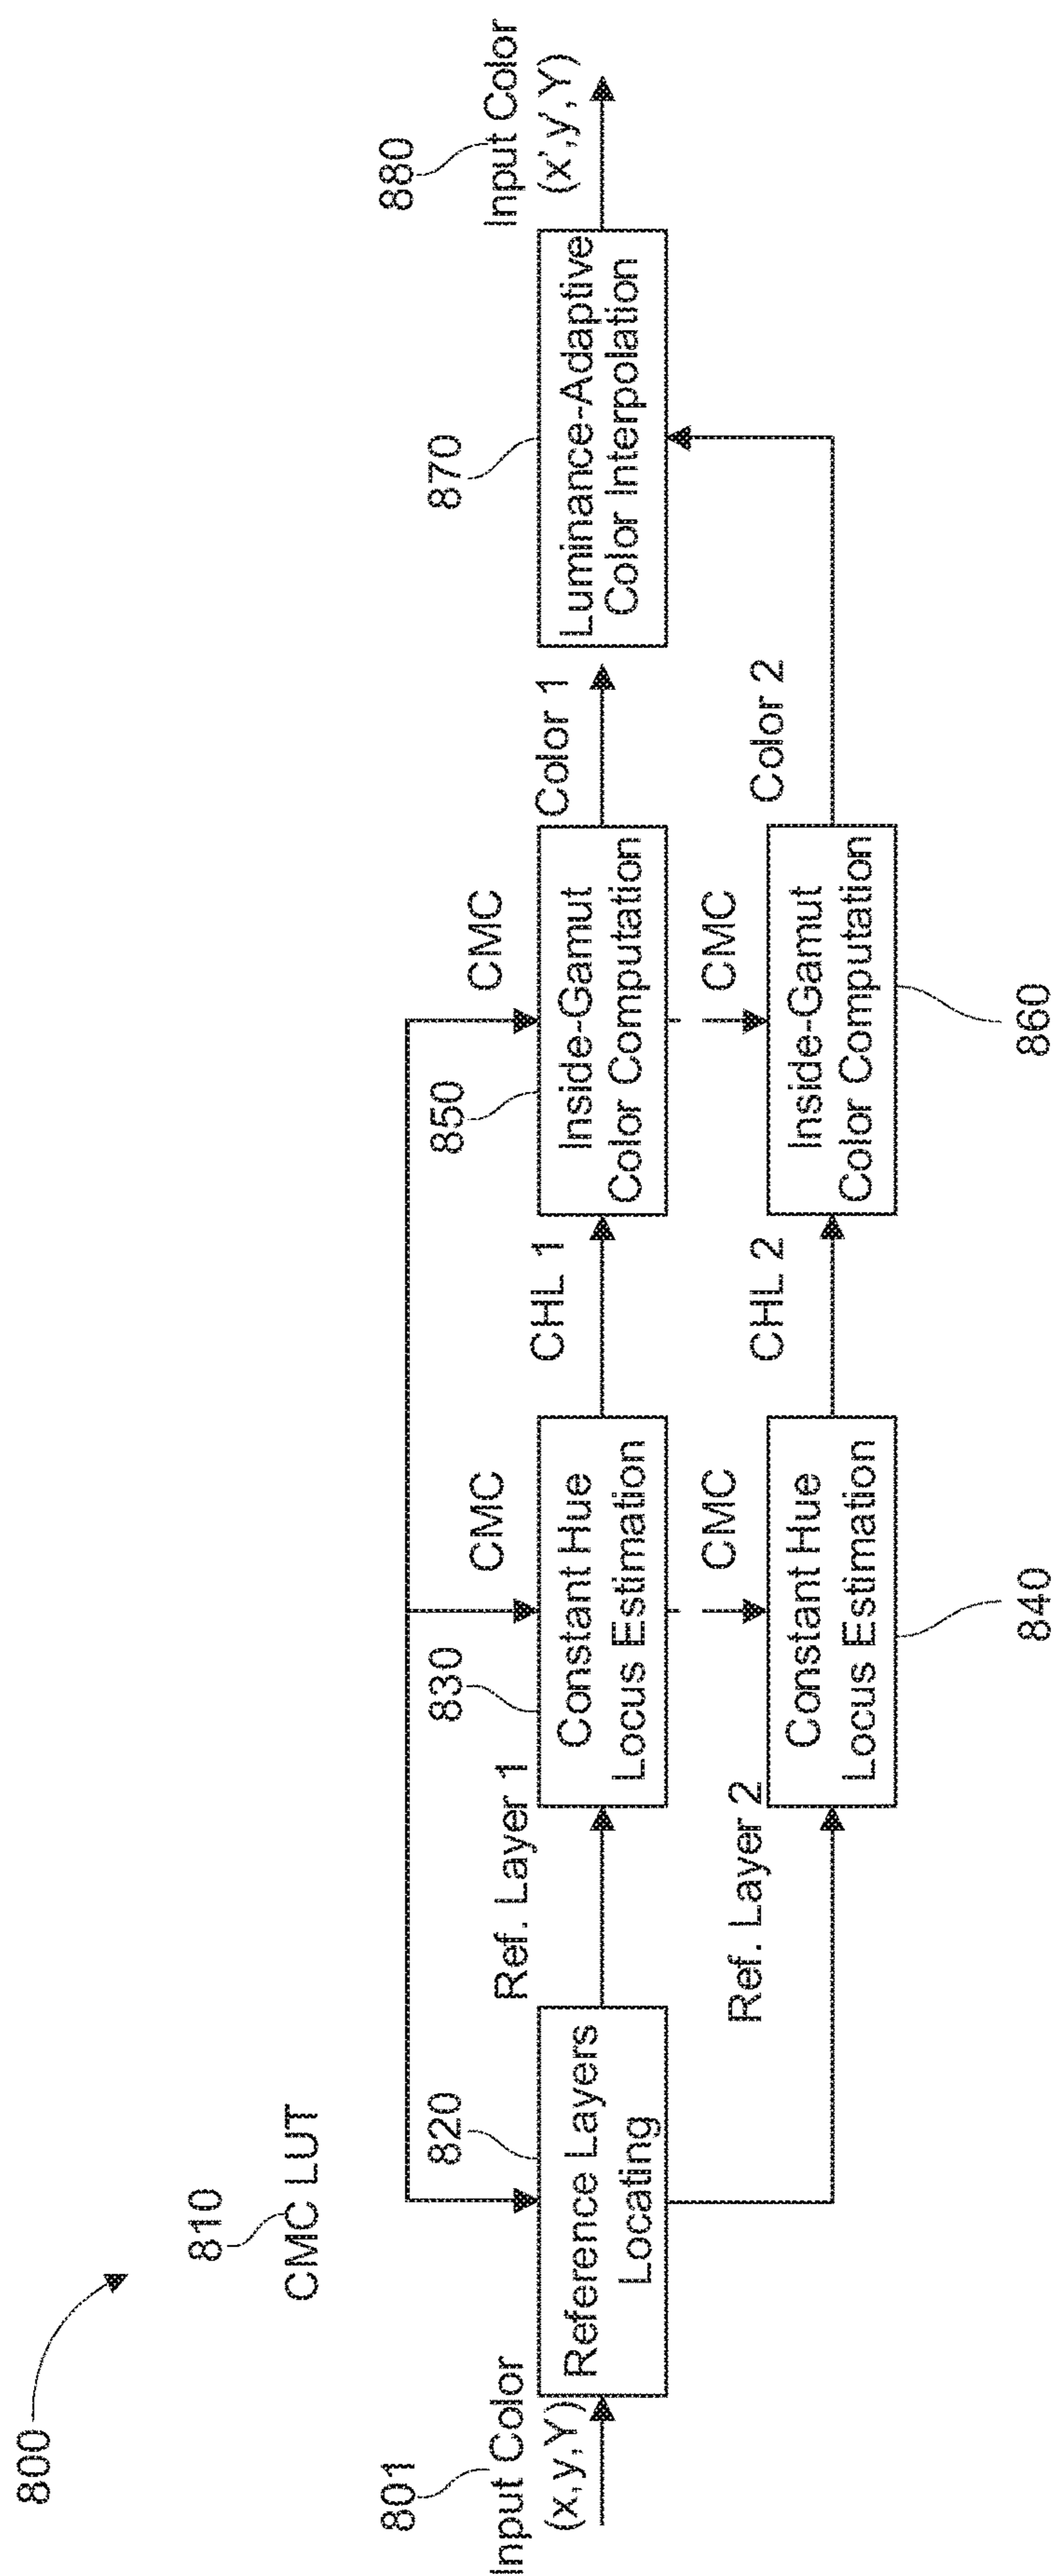 800
810
CMC LUT
801
Input Color
(x,y,Y)
820
Reference Layers
Locating
Ref. Layer 1
Ref. Layer 2
830
CMC
Constant Hue
Locus Estimation
CMC
Constant Hue
Locus Estimation
840
CHL 1
CHL 2
850
CMC
Inside-Gamut
Color Computation
CMC
Inside-Gamut
Color Computation
860
Color 1
Color 2
870
Luminance-Adaptive
Color Interpolation
880
Input Color
(x',y',Y)